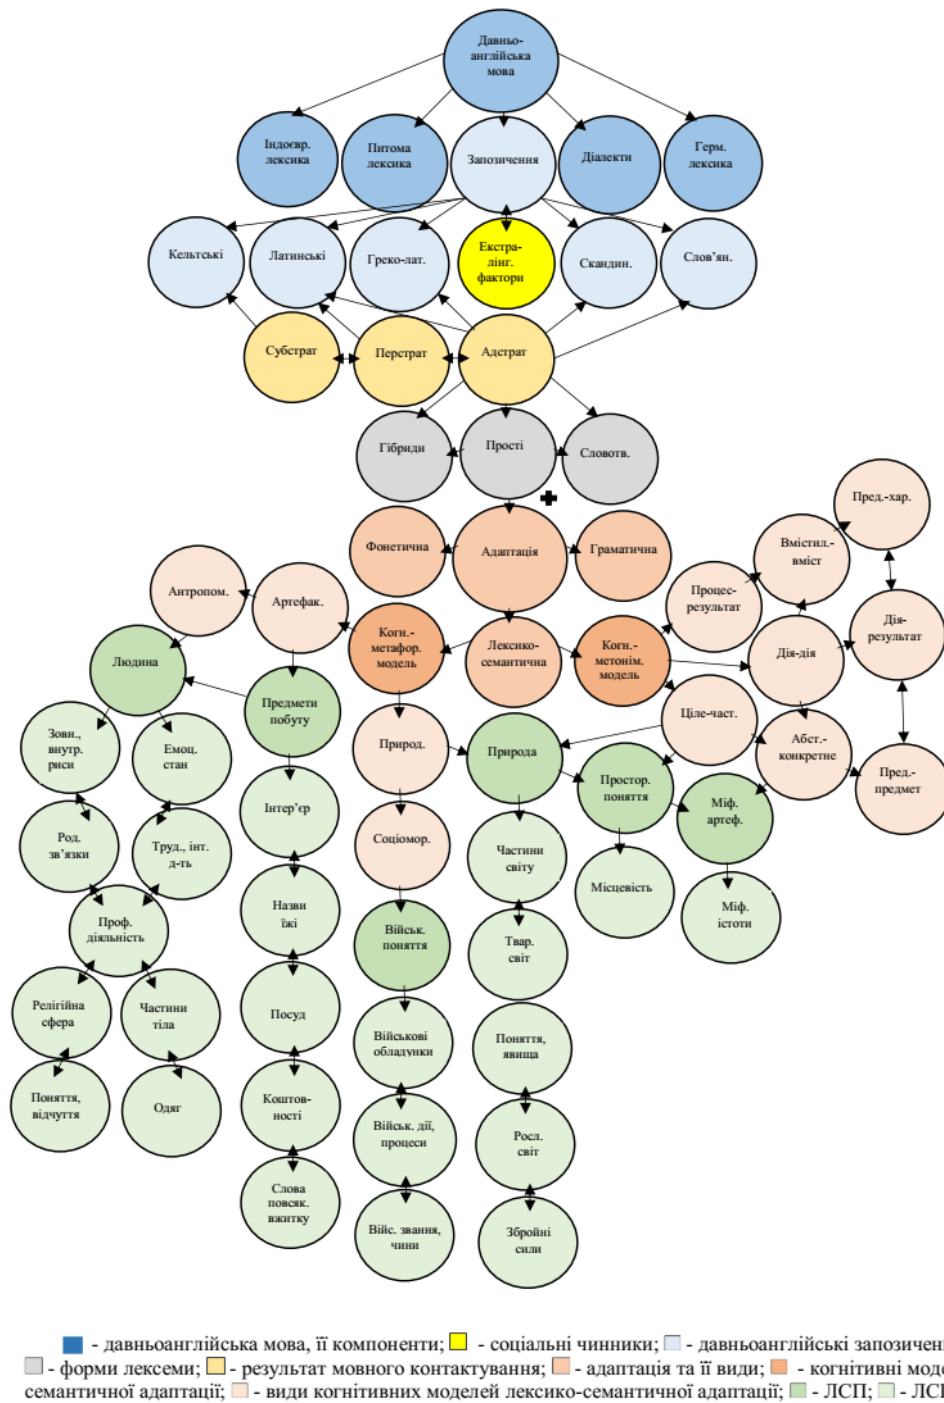 Давньо-
англійська
мова
Індоєвр.
лексика
Питома
лексика
Запозичення
Діалекти
Герм.
лексика
Кельтські
Латинські
Греко-лат.
Екстра-
лінг.
фактори
Скандин.
Слов’ян.
Субстрат
Перстрат
Адстрат
Гібриди
Прості
Словотв.
Фонетична
Адаптація
Граматична
Вмістил.-
вміст
Пред.-хар.
Антропом.
Артефак.
Процес-
результат
Людина
Когн.-
метафор.
модель
Лексико-
семантична
Когн.-
метонім.
модель
Дія-дія
Дія-
результат
Зовн.,
внутр.
риси
Емоц.
стан
Предмети
побуту
Природ.
Природа
Ціле-част.
Абст.-
конкретне
Простор.
поняття
Пред.-
предмет
Род.
зв’язки
Труд., інт.
д-ть
Інтер’єр
Соціомор.
Частини
світу
Міф.
артеф.
Місцевість
Міф.
істоти
Проф.
діяльність
Назви
їжі
Військ.
поняття
Твар.
світ
Релігійна
сфера
Частини
тіла
Посуд
Військові
обладунки
Поняття,
явища
Поняття,
відчуття
Одяг
Коштов-
ності
Військ. дії,
процеси
Росл.
світ
Слова
повсяк.
вжитку
Війс. звання,
чини
Збройні
сили
- давньоанглійська мова, її компоненти; - соціальні чинники; - давньоанглійські запозичен
- форми лексеми; - результат мовного контактування; - адаптація та її види; - когнітивні мод
семантичної адаптації; - види когнітивних моделей лексико-семантичної адаптації; - ЛСП; - ЛС